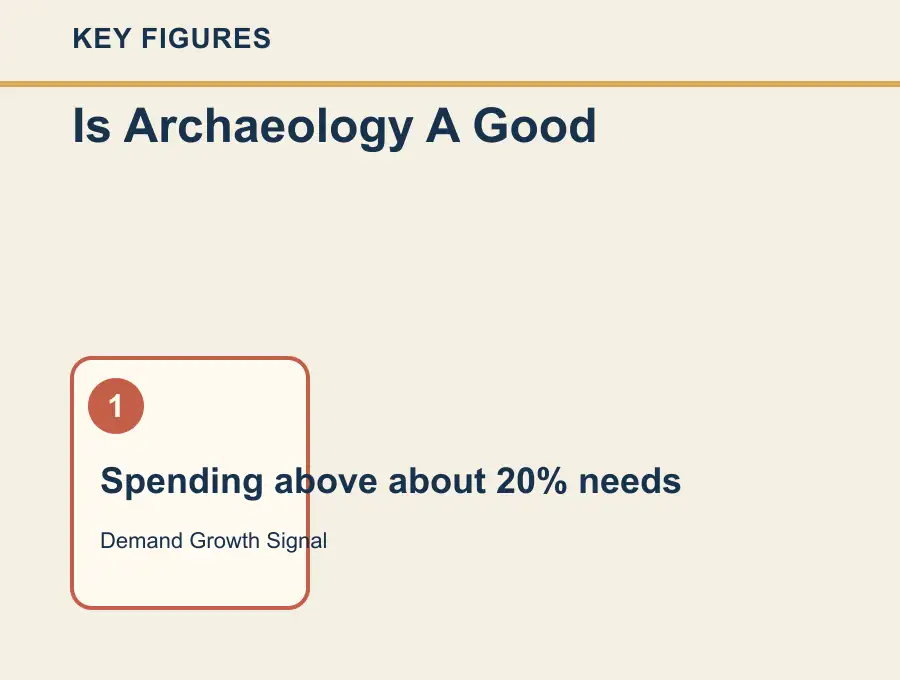 KEY FIGURES
Is Archaeology A Good
1
Spending above about 20% needs
Demand Growth Signal